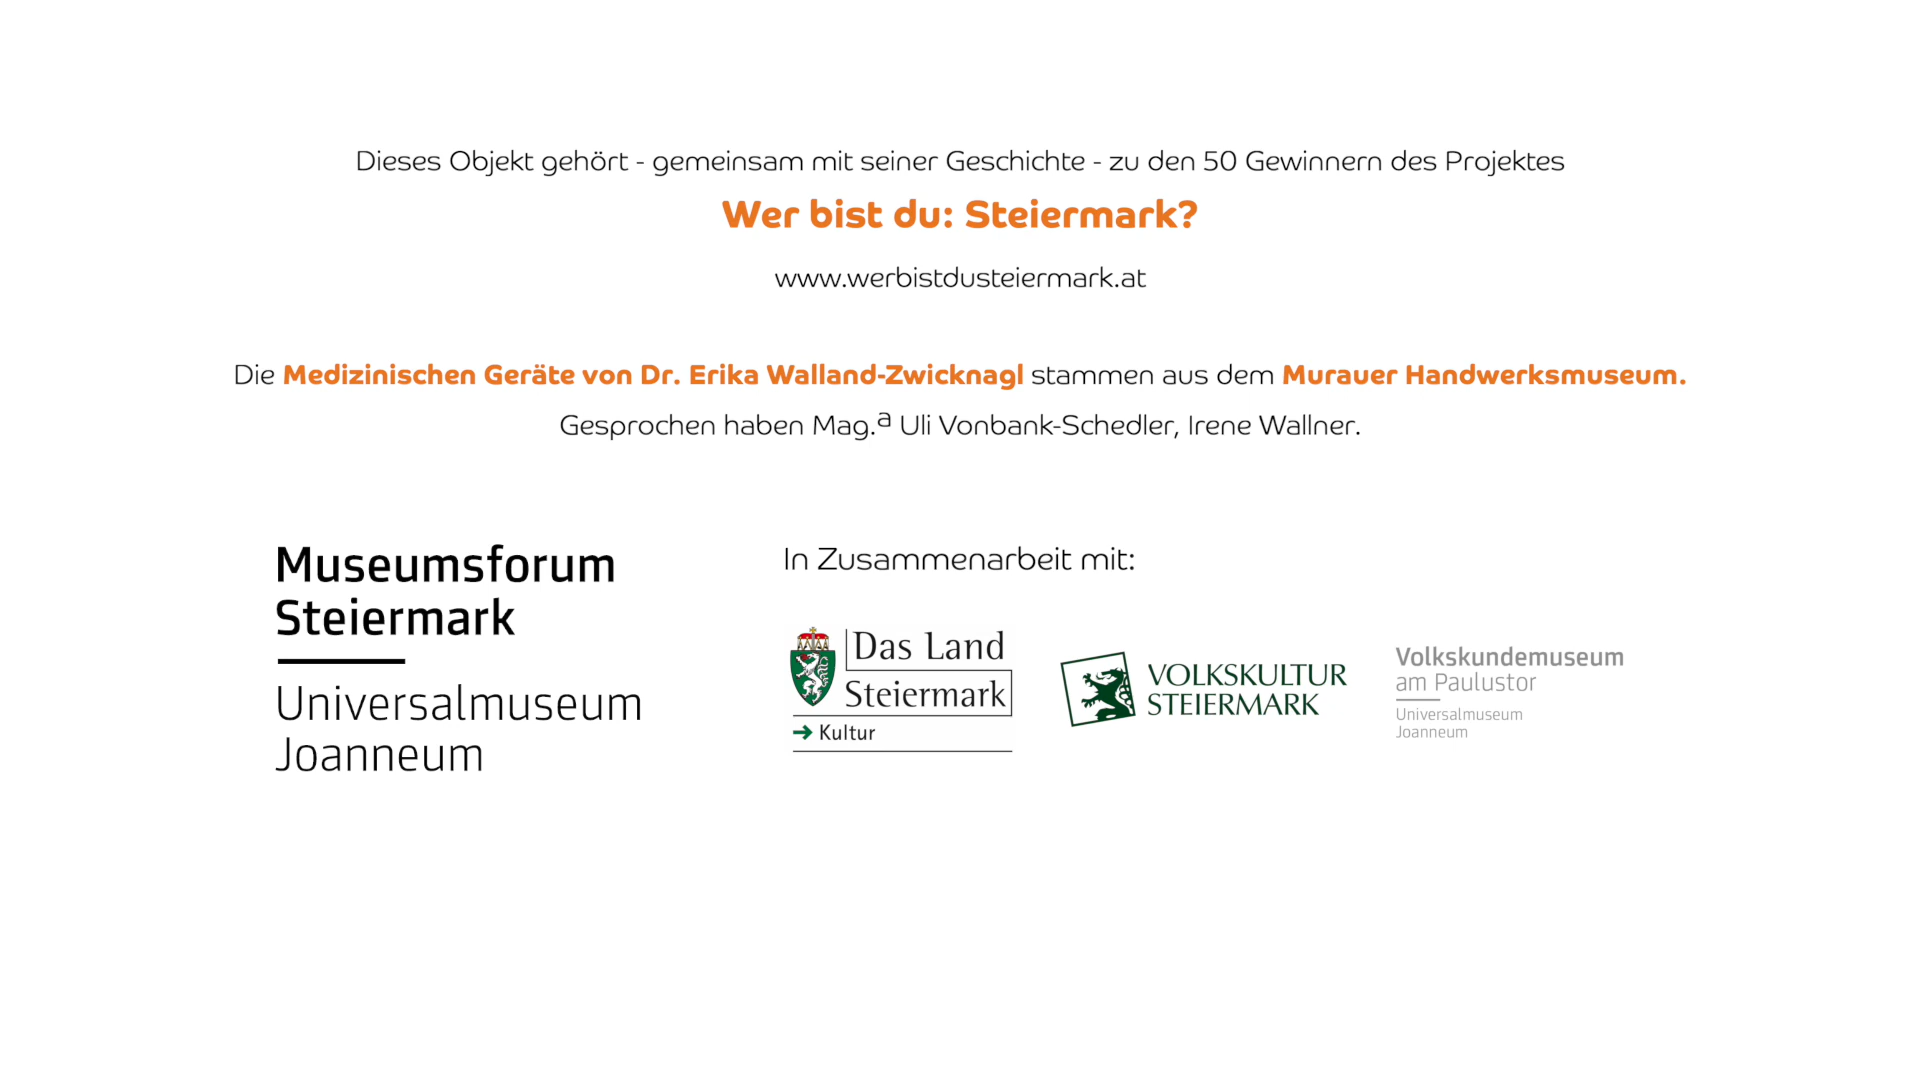 Dieses Objekt gehört - gemeinsam mit seiner Geschichte - zu den 50 Gewinnern des Projektes
Wer bist du: Steiermark?
www.werbistdusteiermark.at
Die Medizinischen Geräte von Dr. Erika Walland-Zwicknagl stammen aus dem Murauer Handwerksmuseum.
Gesprochen haben Mag.ª Uli Vonbank-Schedler, Irene Wallner.
Museumsforum
Steiermark
Universalmuseum
Joanneum
In Zusammenarbeit mit:
Das Land
Steiermark
→ Kultur
VOLKSKULTUR
STEIERMARK
Volkskundemuseum
am Paulustor
Universalmuseum
Joanneum